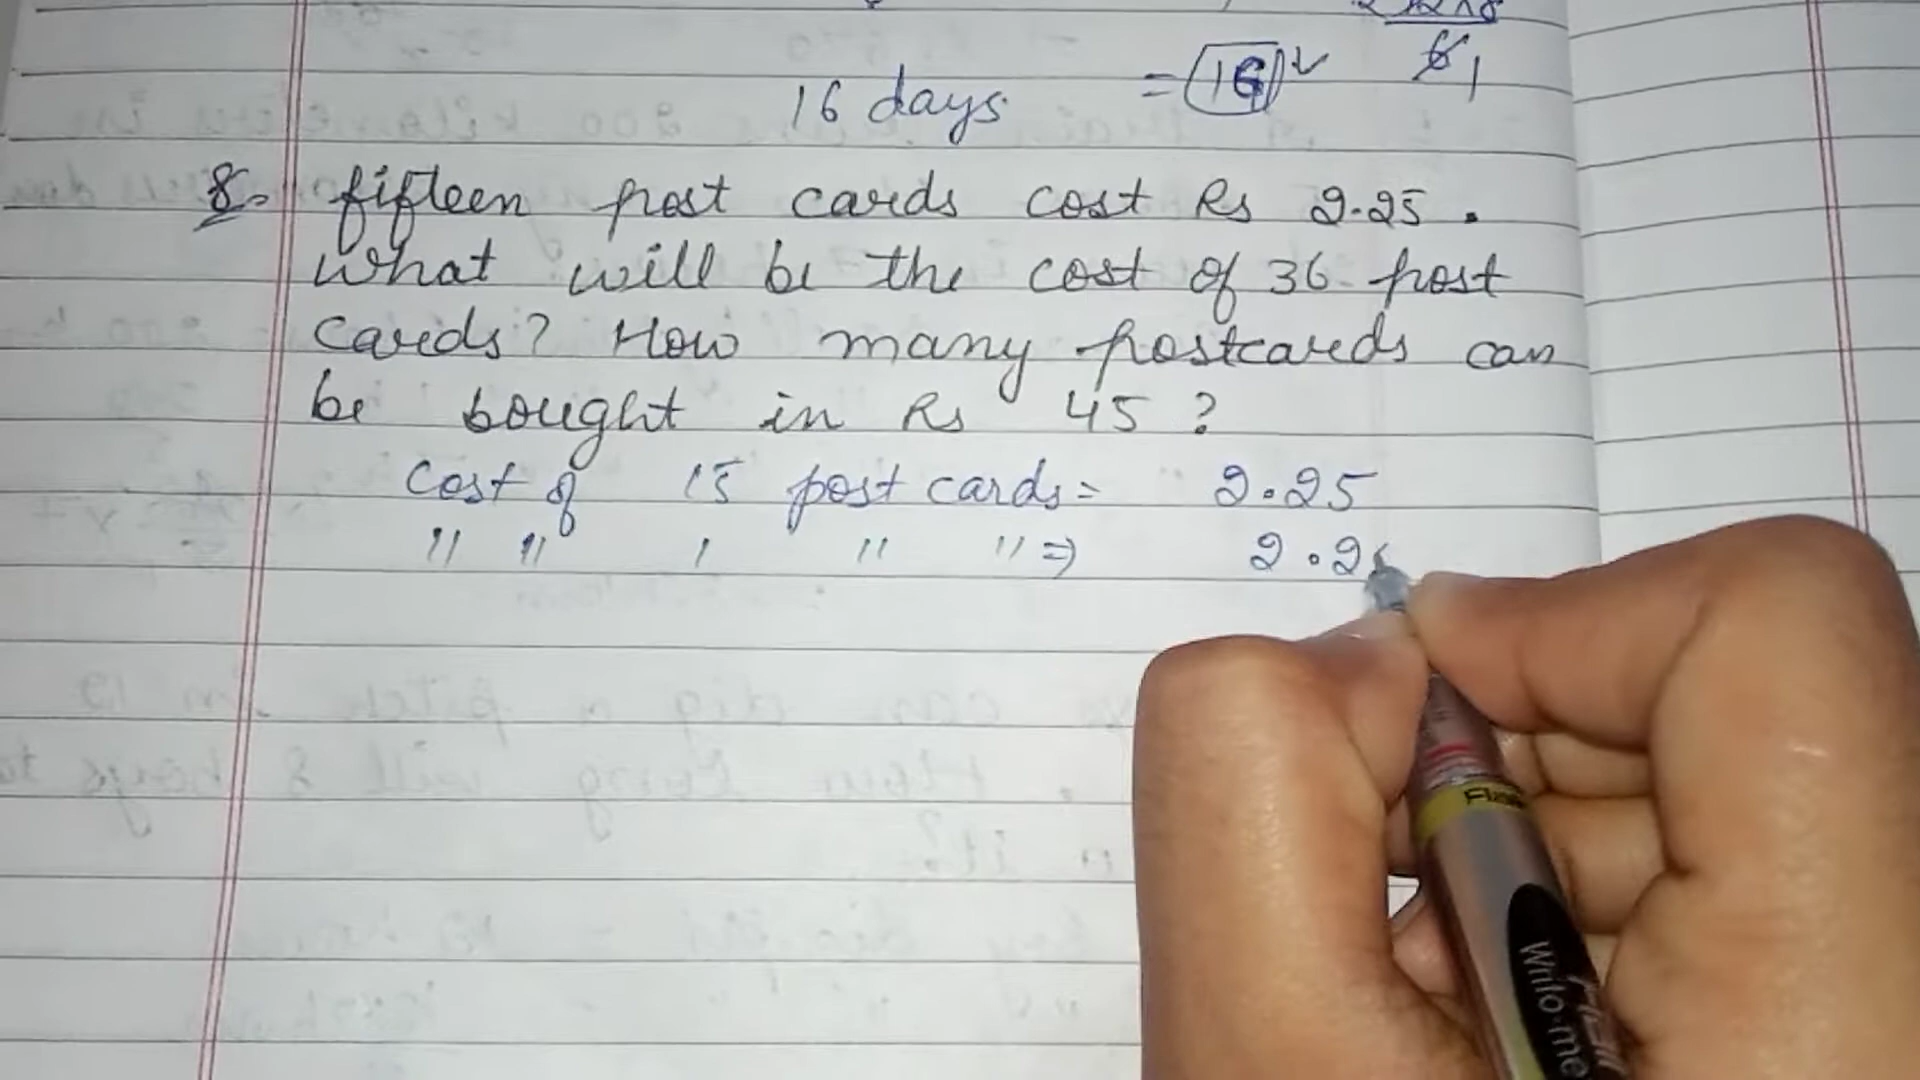 16 days = 16
6 1
8. fifteen post cards cost Rs 2.25.
What will be the cost of 36 post
cards? How many postcards can
be bought in Rs 45?
Cost of 15 post cards = 2.25
" " 1 " " => 2.2